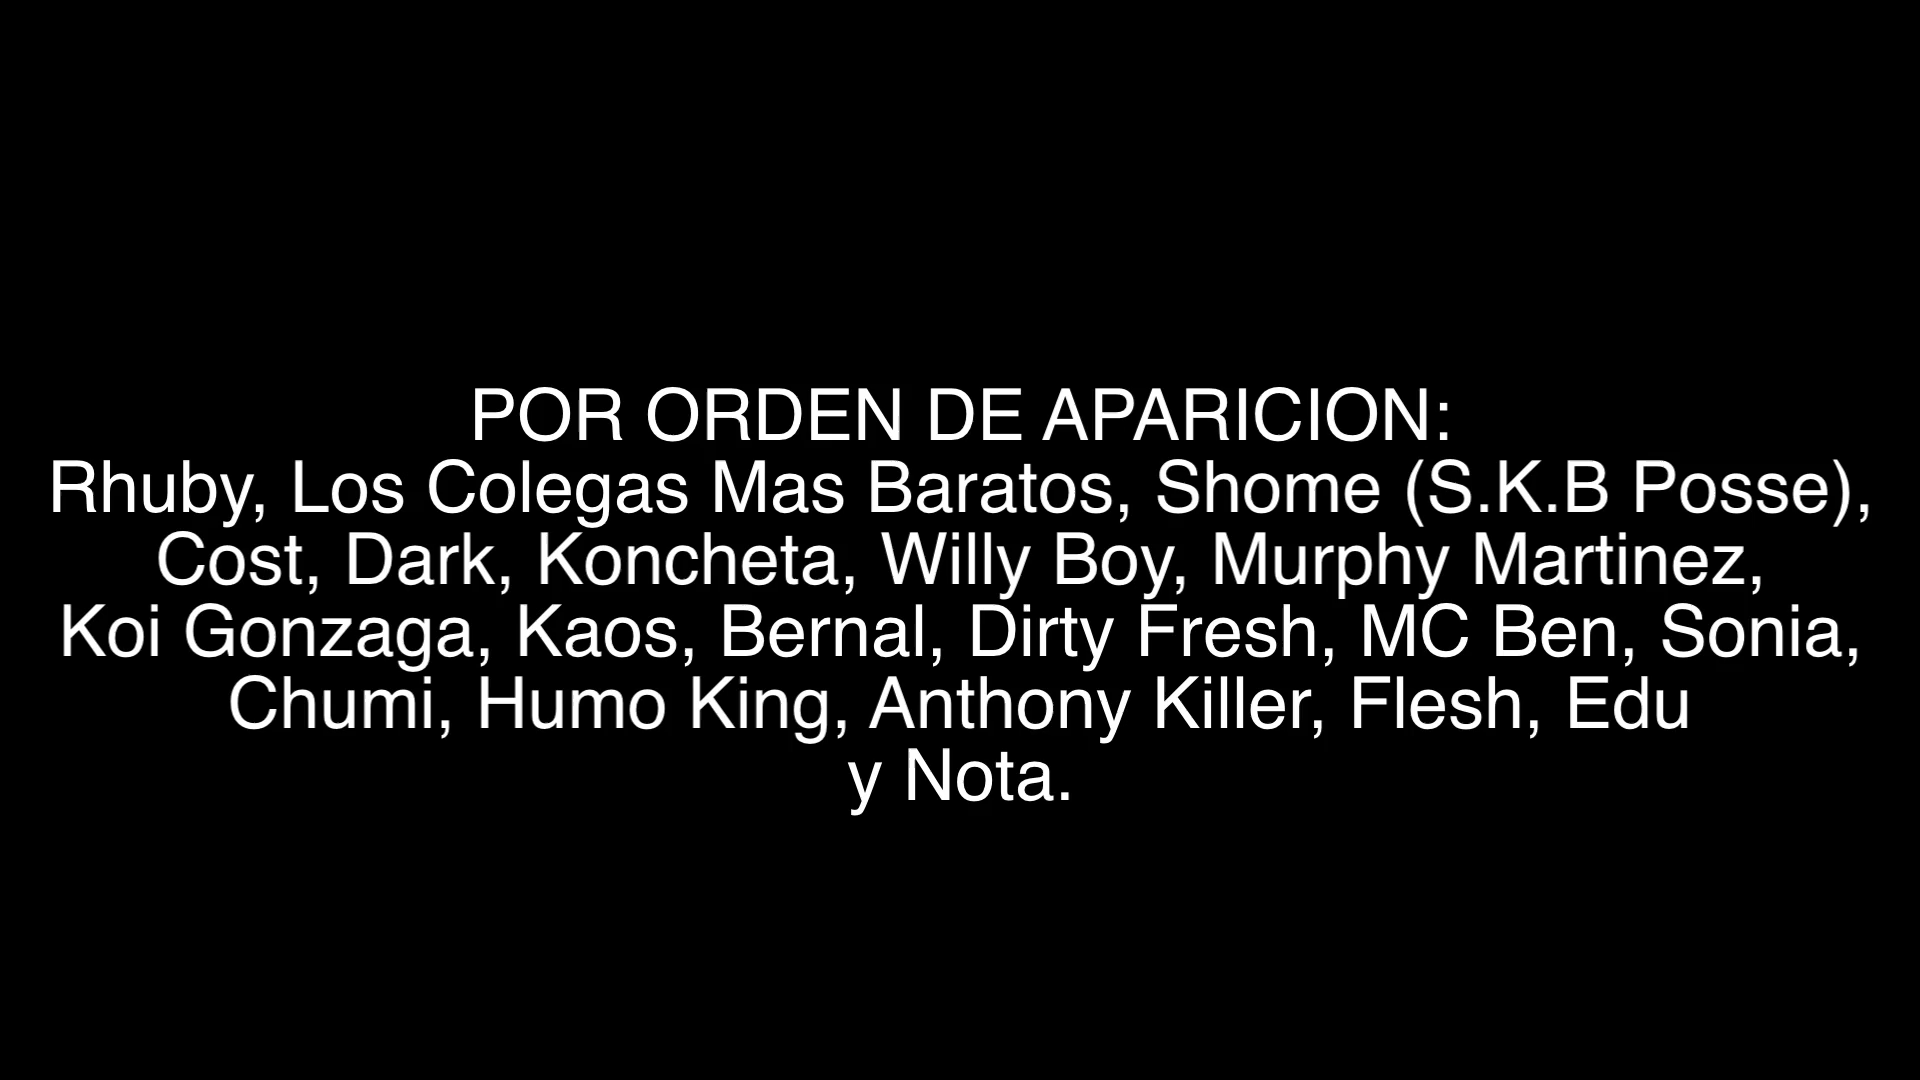 POR ORDEN DE APARICION:
Rhuby, Los Colegas Mas Baratos, Shome (S.K.B Posse),
Cost, Dark, Koncheta, Willy Boy, Murphy Martinez,
Koi Gonzaga, Kaos, Bernal, Dirty Fresh, MC Ben, Sonia,
Chumi, Humo King, Anthony Killer, Flesh, Edu
y Nota.